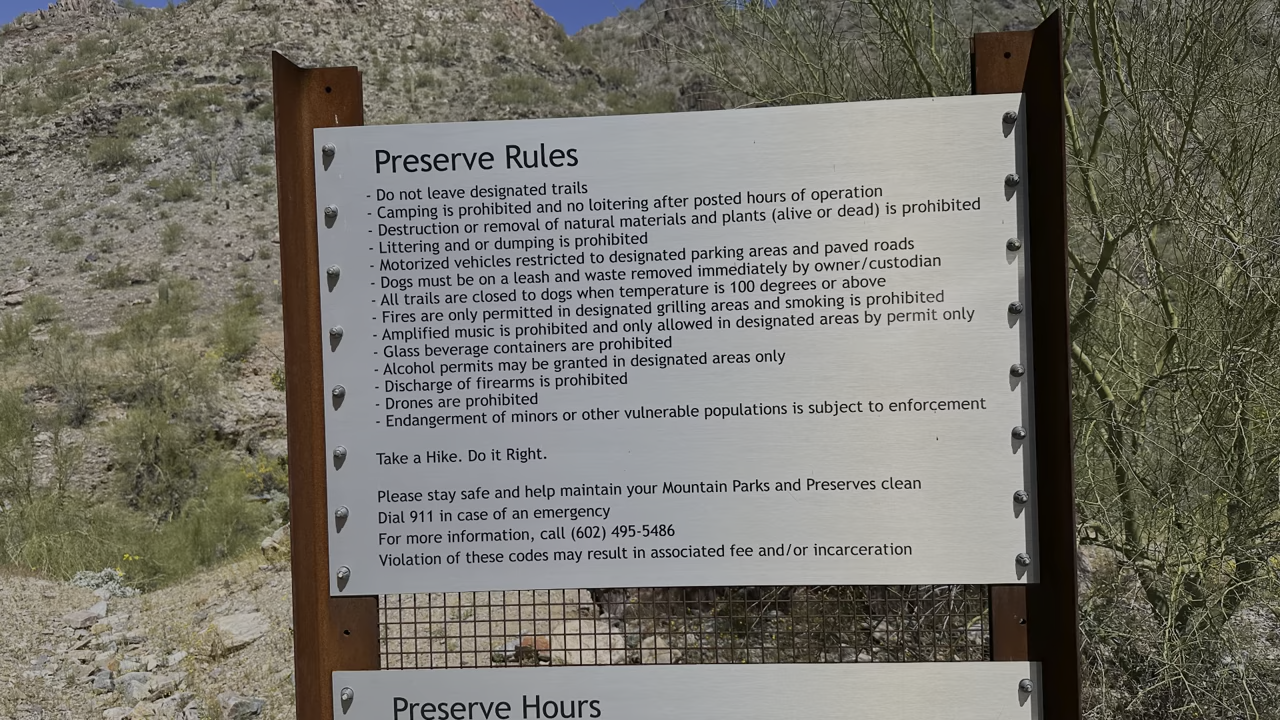 Preserve Rules
- Do not leave designated trails
- Camping is prohibited and no loitering after posted hours of operation
- Destruction or removal of natural materials and plants (alive or dead) is prohibited
- Littering and or dumping is prohibited
- Motorized vehicles restricted to designated parking areas and paved roads
- Dogs must be on a leash and waste removed immediately by owner/custodian
- All trails are closed to dogs when temperature is 100 degrees or above
- Fires are only permitted in designated grilling areas and smoking is prohibited
- Amplified music is prohibited and only allowed in designated areas by permit only
- Glass beverage containers are prohibited
- Alcohol permits may be granted in designated areas only
- Discharge of firearms is prohibited
- Drones are prohibited
- Endangerment of minors or other vulnerable populations is subject to enforcement
Take a Hike. Do it Right.
Please stay safe and help maintain your Mountain Parks and Preserves clean
Dial 911 in case of an emergency
For more information, call (602) 495-5486
Violation of these codes may result in associated fee and/or incarceration
Preserve Hours